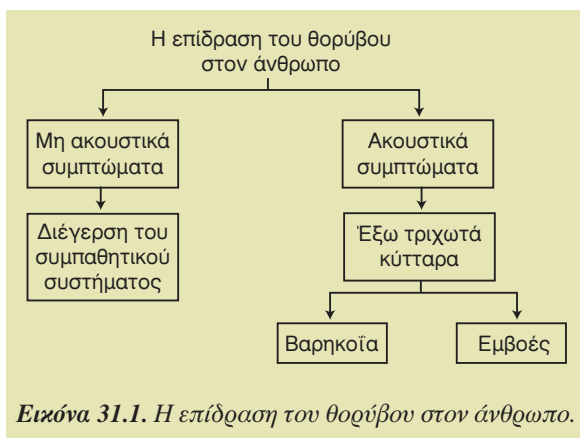 Η επίδραση του θορύβου
στον άνθρωπο
Μη ακουστικά
συμπτώματα
Ακουστικά
συμπτώματα
Διέγερση του
συμπαθητικού
συστήματος
Έξω τριχωτά
κύτταρα
Βαρηκοΐα
Εμβοές
Εικόνα 31.1. Η επίδραση του θορύβου στον άνθρωπο.